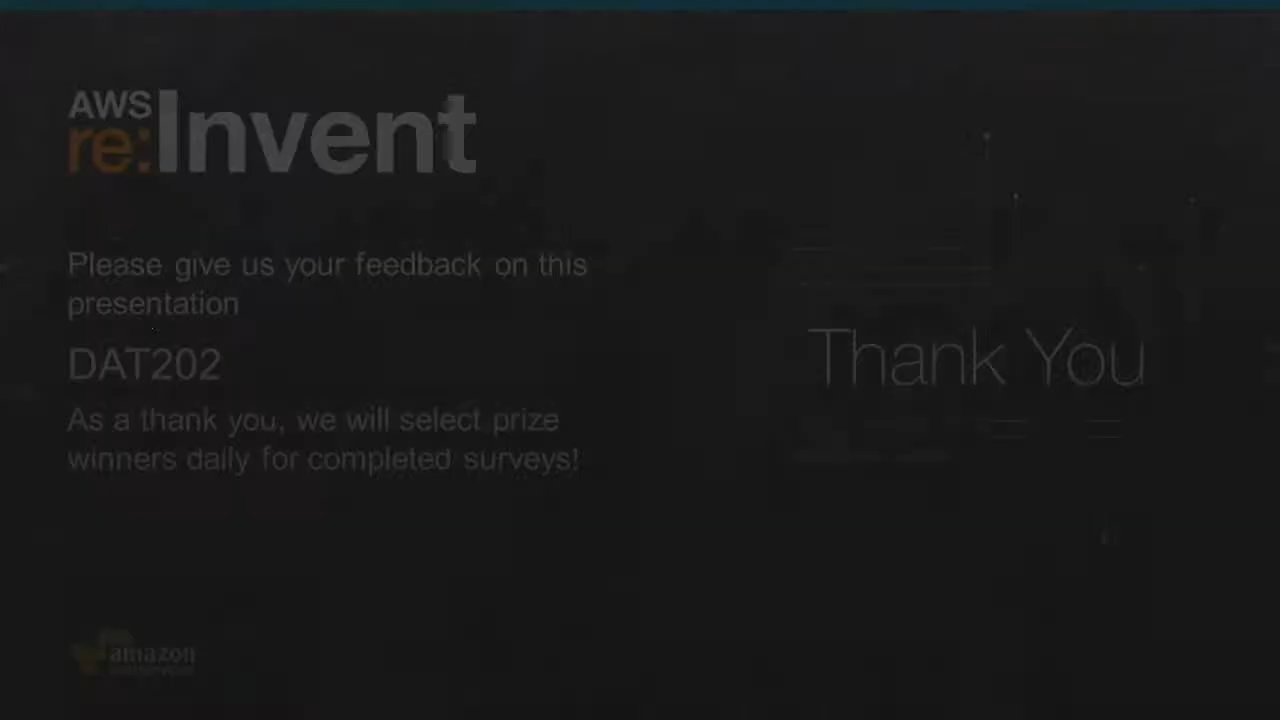 AWS
re:Invent
Please give us your feedback on this
presentation
DAT202
As a thank you, we will select prize
winners daily for completed surveys!
Thank You
amazon